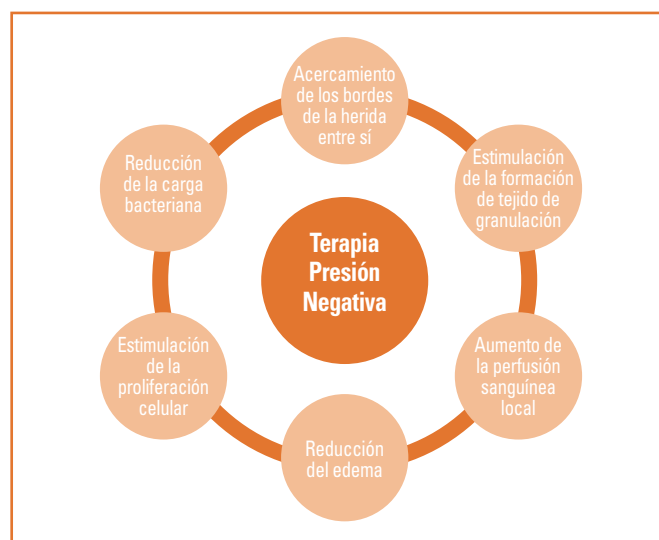 Acercamiento
de los bordes
de la herida
entre sí
Estimulación
de la formación
de tejido de
granulación
Aumento de
la perfusión
sanguínea
local
Reducción
del edema
Estimulación
de la
proliferación
celular
Reducción
de la carga
bacteriana
Terapia
Presión
Negativa